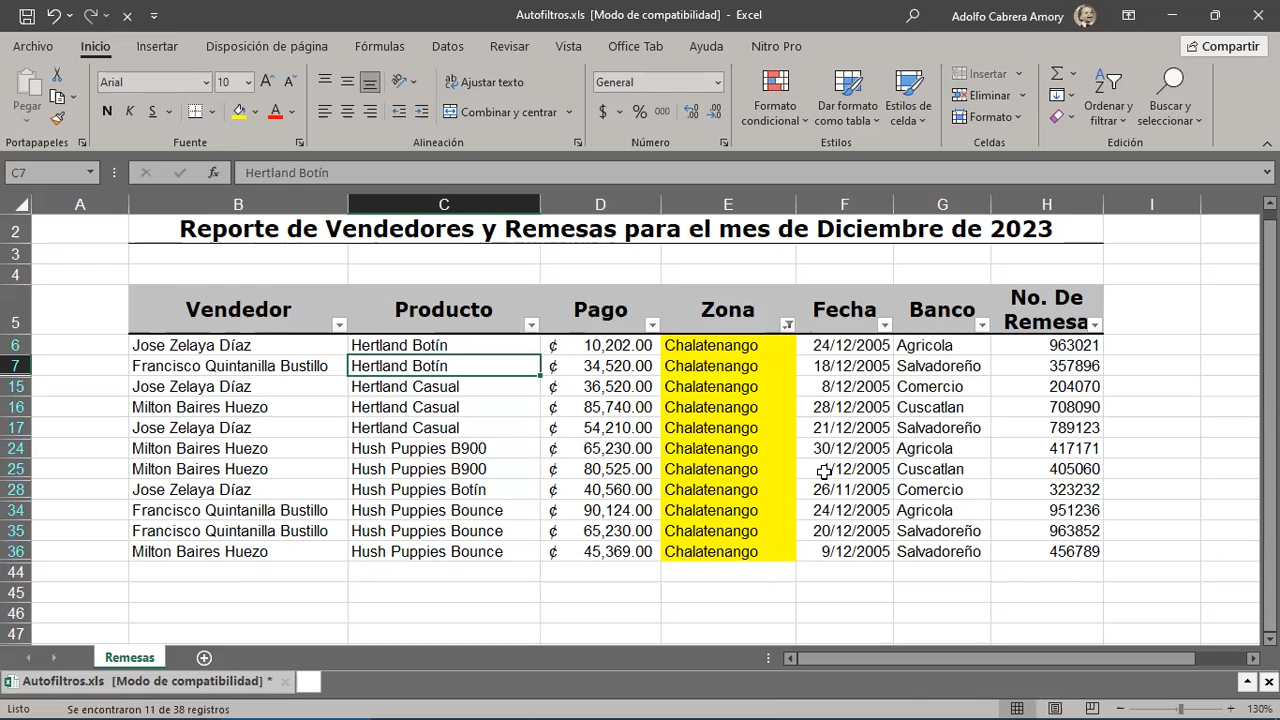 Autofiltros.xls [Modo de compatibilidad] - Excel
Adolfo Cabrera Amory
Archivo Inicio Insertar Disposición de página Fórmulas Datos Revisar Vista Office Tab Ayuda Nitro Pro Compartir
Pegar
Arial 10
N K S
Ajustar texto
Combinar y centrar
General
$ % 000
Formato condicional
Dar formato como tabla
Estilos de celda
Insertar
Eliminar
Formato
Ordenar y filtrar
Buscar y seleccionar
Portapapeles Fuente Alineación Número Estilos Celdas Edición
C7 fx Hertland Botín
A B C D E F G H I
2 Reporte de Vendedores y Remesas para el mes de Diciembre de 2023
3
4
5 Vendedor Producto Pago Zona Fecha Banco No. De Remesa
6 Jose Zelaya Díaz Hertland Botín ₡ 10,202.00 Chalatenango 24/12/2005 Agricola 963021
7 Francisco Quintanilla Bustillo Hertland Botín ₡ 34,520.00 Chalatenango 18/12/2005 Salvadoreño 357896
15 Jose Zelaya Díaz Hertland Casual ₡ 36,520.00 Chalatenango 8/12/2005 Comercio 204070
16 Milton Baires Huezo Hertland Casual ₡ 85,740.00 Chalatenango 28/12/2005 Cuscatlan 708090
17 Jose Zelaya Díaz Hertland Casual ₡ 54,210.00 Chalatenango 21/12/2005 Salvadoreño 789123
24 Milton Baires Huezo Hush Puppies B900 ₡ 65,230.00 Chalatenango 30/12/2005 Agricola 417171
25 Milton Baires Huezo Hush Puppies B900 ₡ 80,525.00 Chalatenango /12/2005 Cuscatlan 405060
28 Jose Zelaya Díaz Hush Puppies Botín ₡ 40,560.00 Chalatenango 26/11/2005 Comercio 323232
34 Francisco Quintanilla Bustillo Hush Puppies Bounce ₡ 90,124.00 Chalatenango 24/12/2005 Agricola 951236
35 Francisco Quintanilla Bustillo Hush Puppies Bounce ₡ 65,230.00 Chalatenango 20/12/2005 Salvadoreño 963852
36 Milton Baires Huezo Hush Puppies Bounce ₡ 45,369.00 Chalatenango 9/12/2005 Salvadoreño 456789
44
45
46
47
Remesas
Autofiltros.xls [Modo de compatibilidad] *
Listo Se encontraron 11 de 38 registros 130%